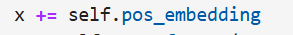 x += self.pos_embedding